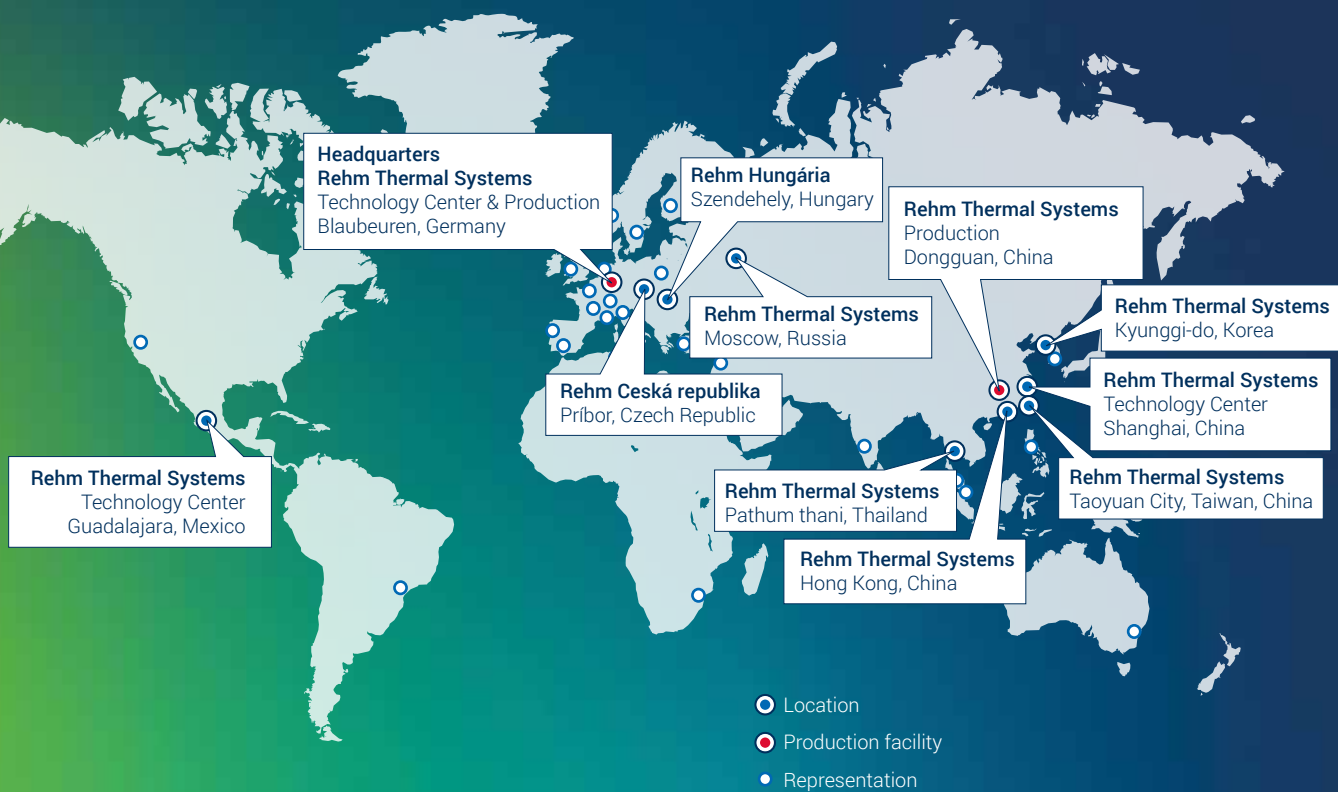 Headquarters
Rehm Thermal Systems
Technology Center & Production
Blaubeuren, Germany
Rehm Hungária
Szendehely, Hungary
Rehm Thermal Systems
Production
Dongguan, China
Rehm Thermal Systems
Moscow, Russia
Rehm Thermal Systems
Kyunggi-do, Korea
Rehm Ceská republika
Príbor, Czech Republic
Rehm Thermal Systems
Technology Center
Shanghai, China
Rehm Thermal Systems
Technology Center
Guadalajara, Mexico
Rehm Thermal Systems
Pathum thani, Thailand
Rehm Thermal Systems
Taoyuan City, Taiwan, China
Rehm Thermal Systems
Hong Kong, China
Location
Production facility
Representation